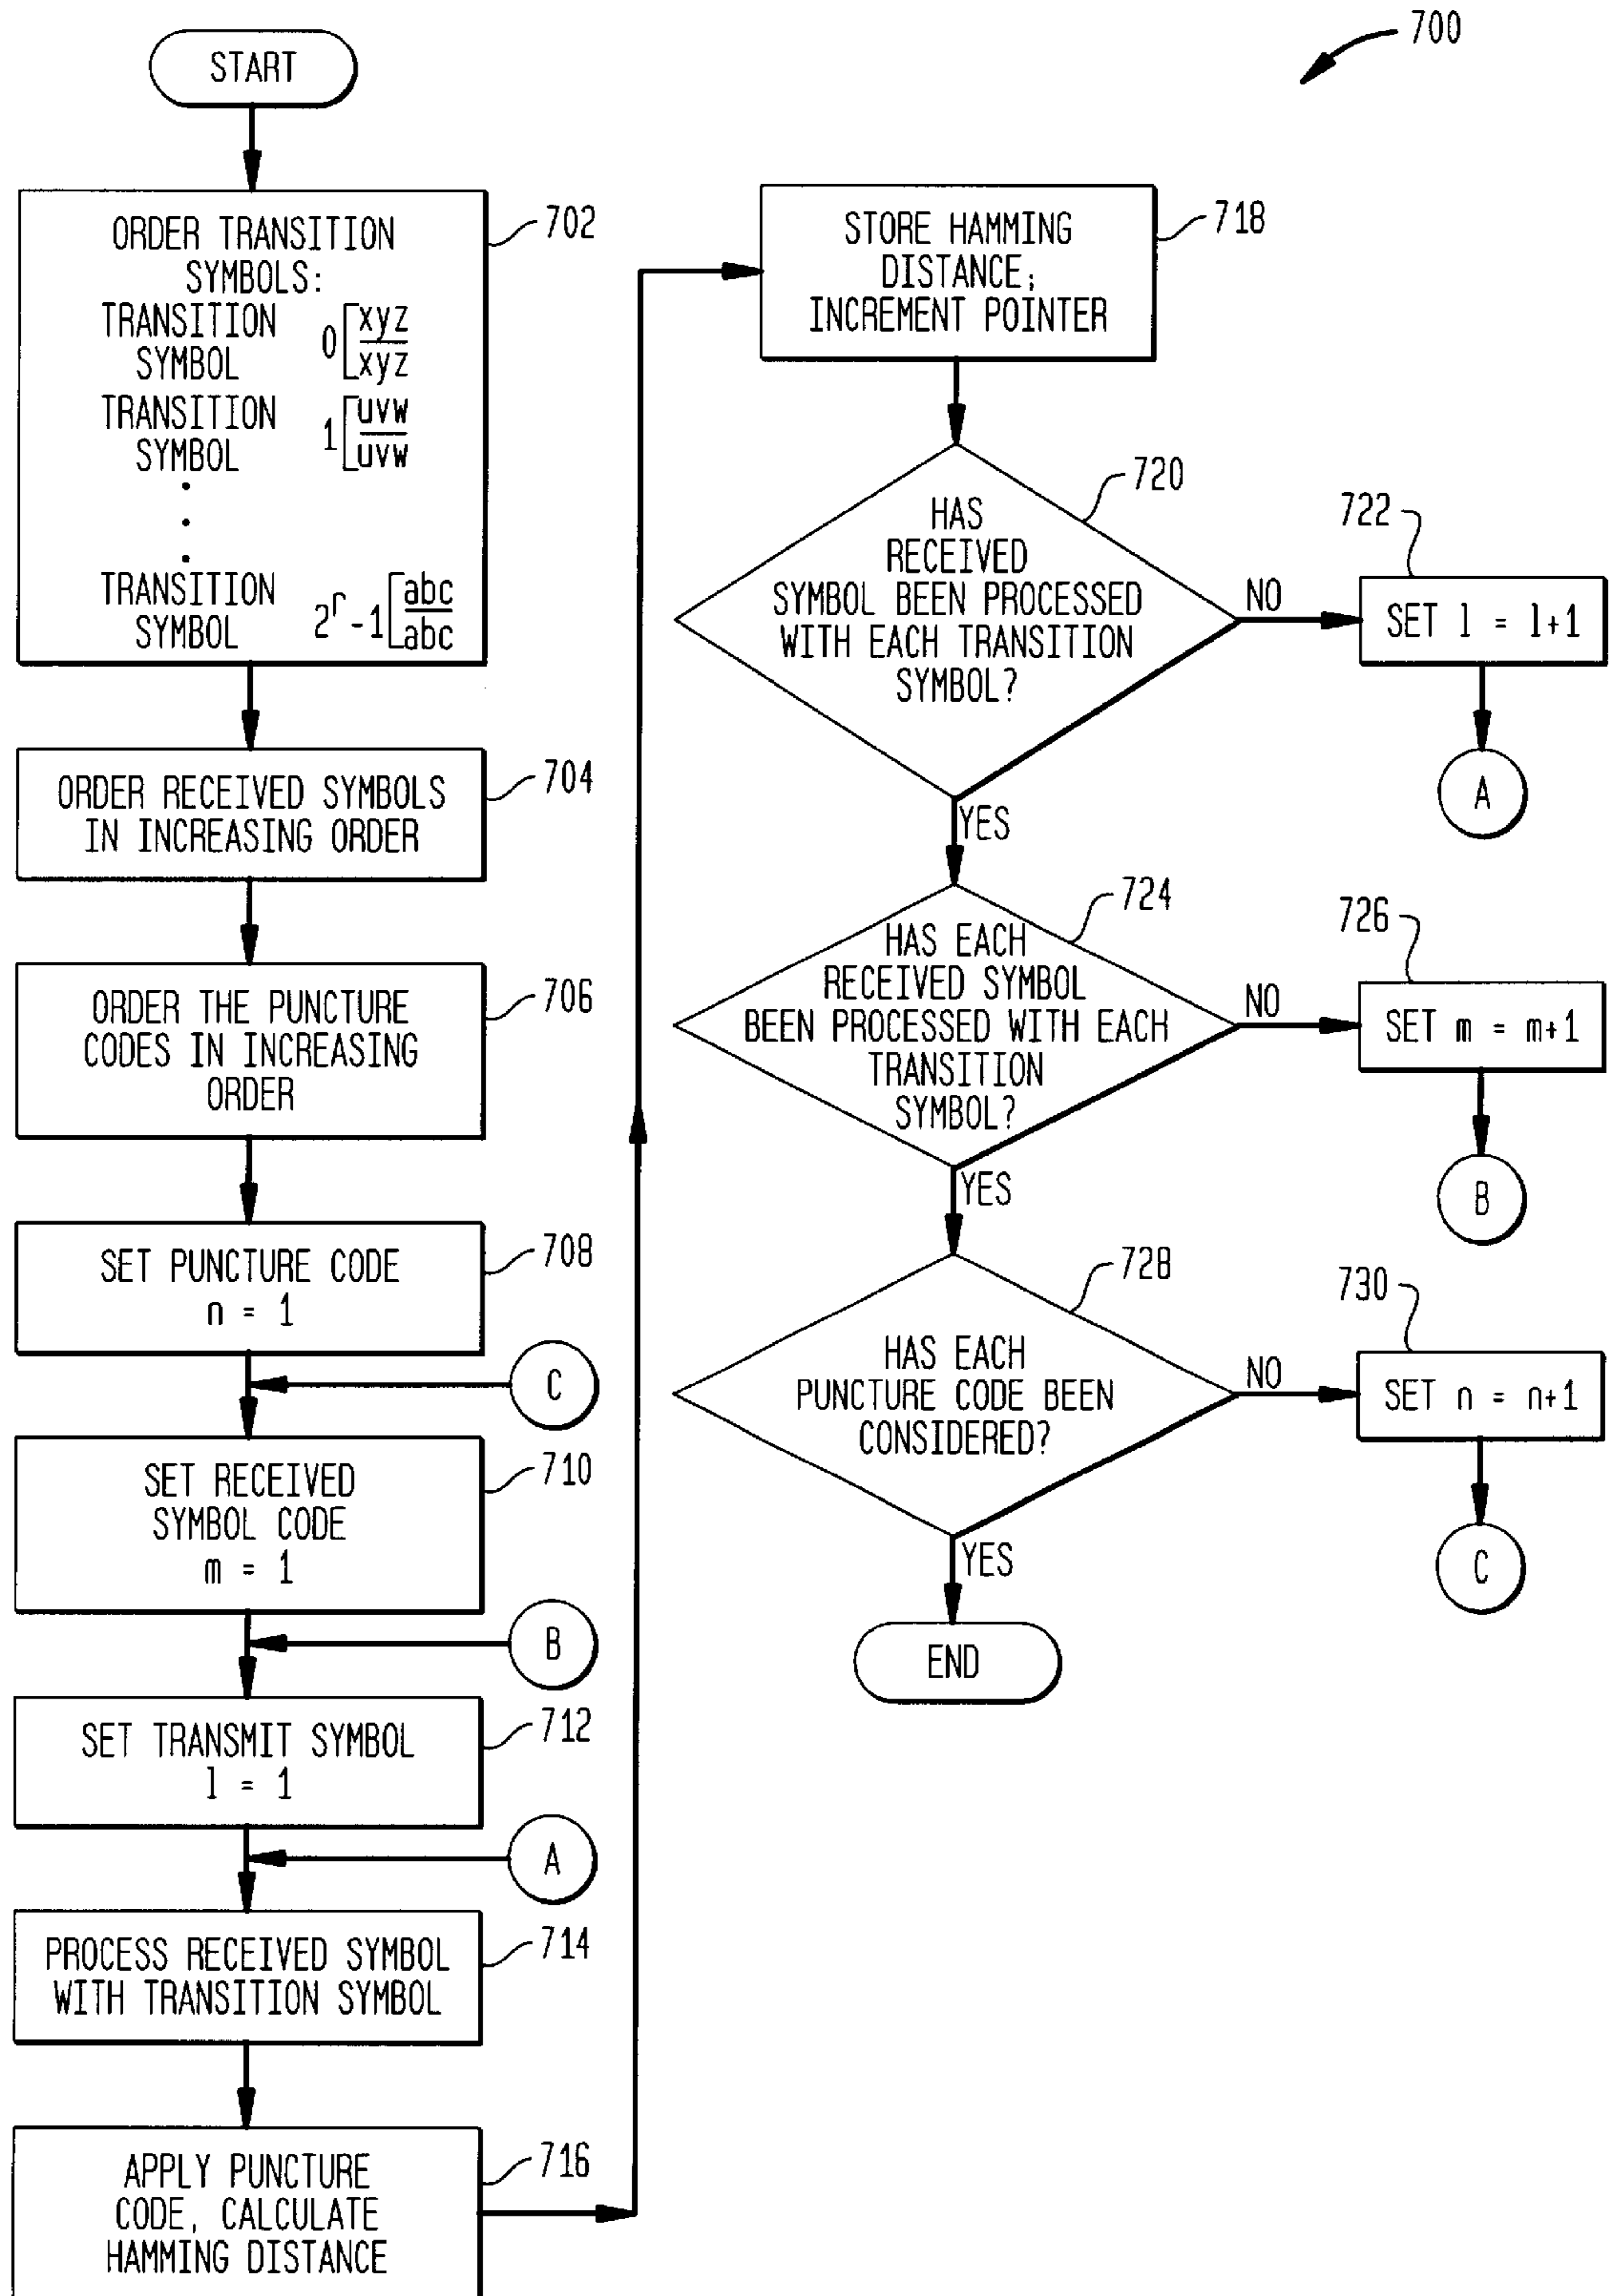 700
START
702
ORDER TRANSITION
SYMBOLS:
TRANSITION
SYMBOL
0
xyz
xyz
TRANSITION
SYMBOL
1
uvw
uvw
.
.
.
TRANSITION
SYMBOL
2^r -1
abc
abc
704
ORDER RECEIVED SYMBOLS
IN INCREASING ORDER
706
ORDER THE PUNCTURE
CODES IN INCREASING
ORDER
708
SET PUNCTURE CODE
n = 1
C
710
SET RECEIVED
SYMBOL CODE
m = 1
B
712
SET TRANSMIT SYMBOL
l = 1
A
714
PROCESS RECEIVED SYMBOL
WITH TRANSITION SYMBOL
716
APPLY PUNCTURE
CODE, CALCULATE
HAMMING DISTANCE
718
STORE HAMMING
DISTANCE;
INCREMENT POINTER
720
HAS
RECEIVED
SYMBOL BEEN PROCESSED
WITH EACH TRANSITION
SYMBOL?
NO
722
SET l = l+1
A
YES
724
HAS EACH
RECEIVED SYMBOL
BEEN PROCESSED WITH EACH
TRANSITION
SYMBOL?
NO
726
SET m = m+1
B
YES
728
HAS EACH
PUNCTURE CODE BEEN
CONSIDERED?
NO
730
SET n = n+1
C
YES
END